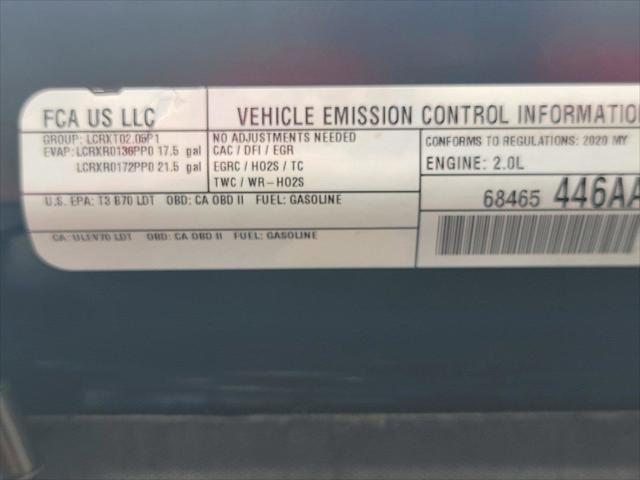 FCA US LLC
VEHICLE EMISSION CONTROL INFORMATIO
GROUP: LCRXT02.05P1
EVAP: LCRXR0136PP0 17.5 gal
LCRXR0172PP0 21.5 gal
NO ADJUSTMENTS NEEDED
CAC / DFI / EGR
EGRC / HO2S / TC
TWC / WR-HO2S
CONFORMS TO REGULATIONS: 2020 MY
ENGINE: 2.0L
U.S. EPA: T3 B70 LDT OBD: CA OBD II FUEL: GASOLINE
68465 446AA
CA: ULEV70 LDT OBD: CA OBD II FUEL: GASOLINE